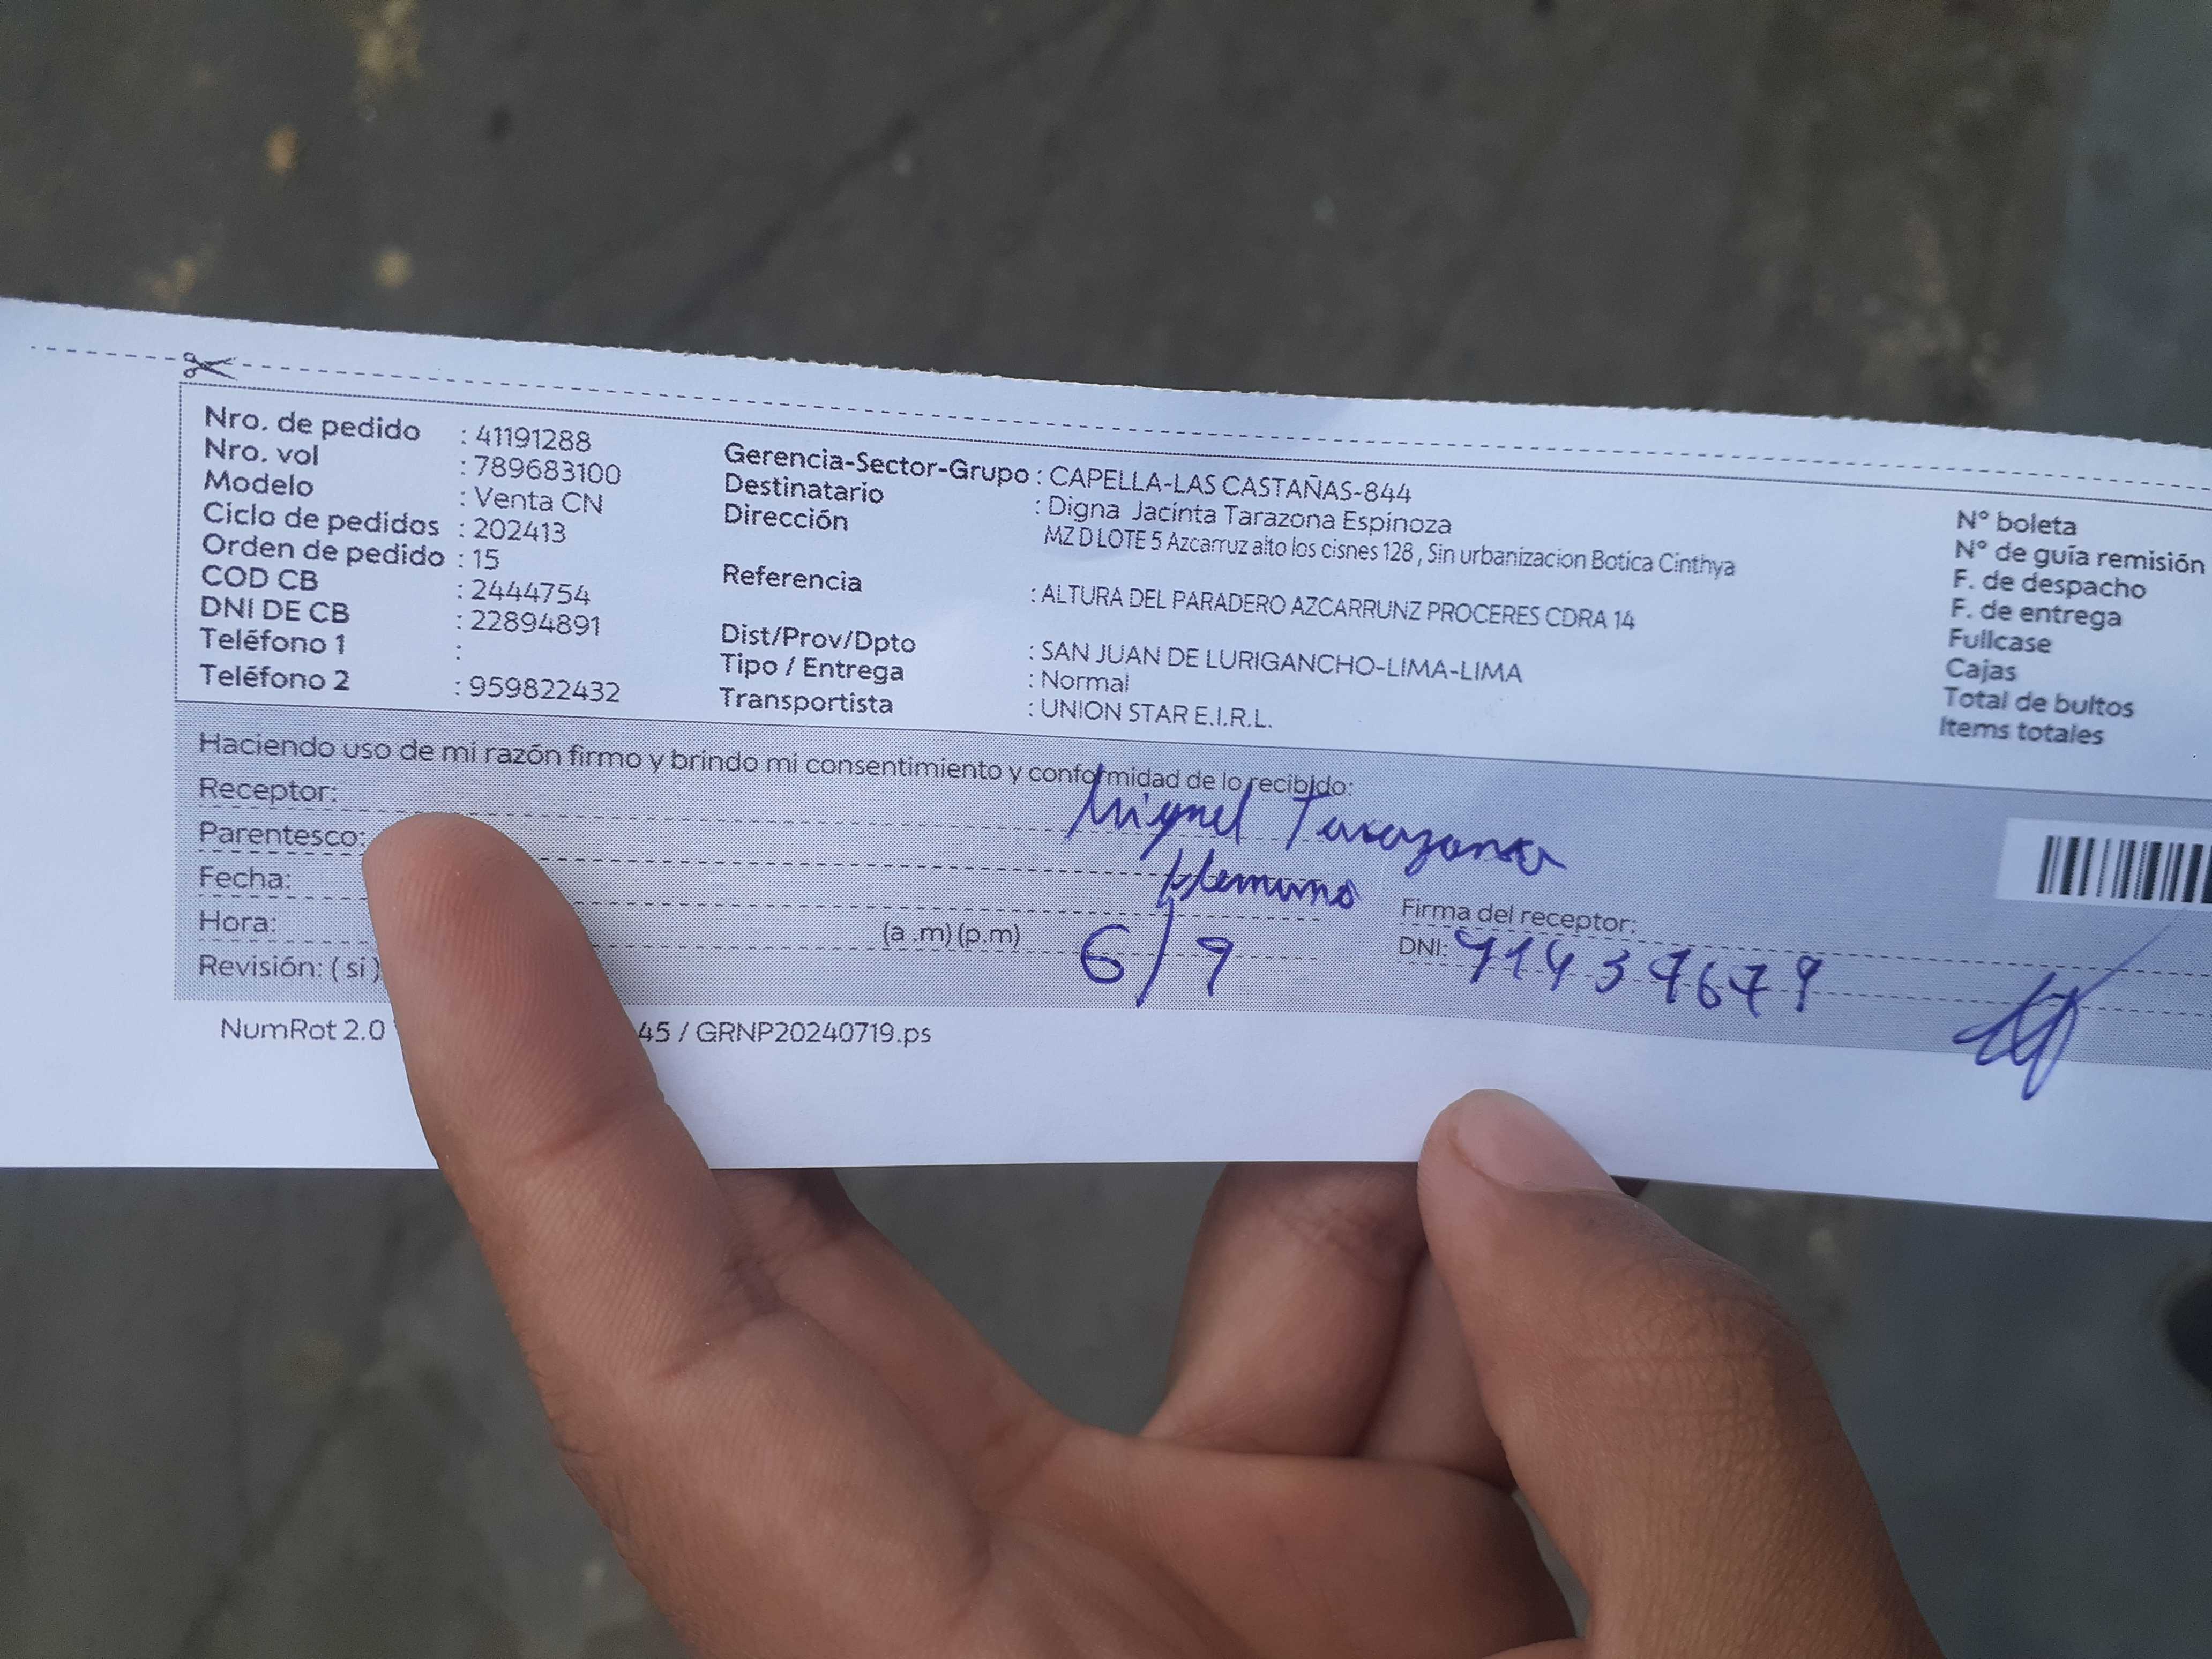 Nro. de pedido : 41191288
Nro. vol : 789683100
Modelo : Venta CN
Ciclo de pedidos : 202413
Orden de pedido : 15
COD CB : 2444754
DNI DE CB : 22894891
Teléfono 1 :
Teléfono 2 : 959822432
Gerencia-Sector-Grupo : CAPELLA-LAS CASTAÑAS-844
Destinatario : Digna Jacinta Tarazona Espinoza
Dirección MZ D LOTE 5 Azcarruz alto los cisnes 128 , Sin urbanizacion Botica Cinthya
Referencia : ALTURA DEL PARADERO AZCARRUNZ PROCERES CDRA 14
Dist/Prov/Dpto : SAN JUAN DE LURIGANCHO-LIMA-LIMA
Tipo / Entrega : Normal
Transportista : UNION STAR E.I.R.L.
N° boleta
N° de guía remisión
F. de despacho
F. de entrega
Fullcase
Cajas
Total de bultos
Items totales
Haciendo uso de mi razón firmo y brindo mi consentimiento y conformidad de lo recibido:
Receptor: Miguel Tarazona
Parentesco:
Fecha:
Hora: (a .m) (p.m) 6/9
Revisión: ( si )
Firma del receptor:
DNI:
NumRot 2.0 45 / GRNP20240719.ps